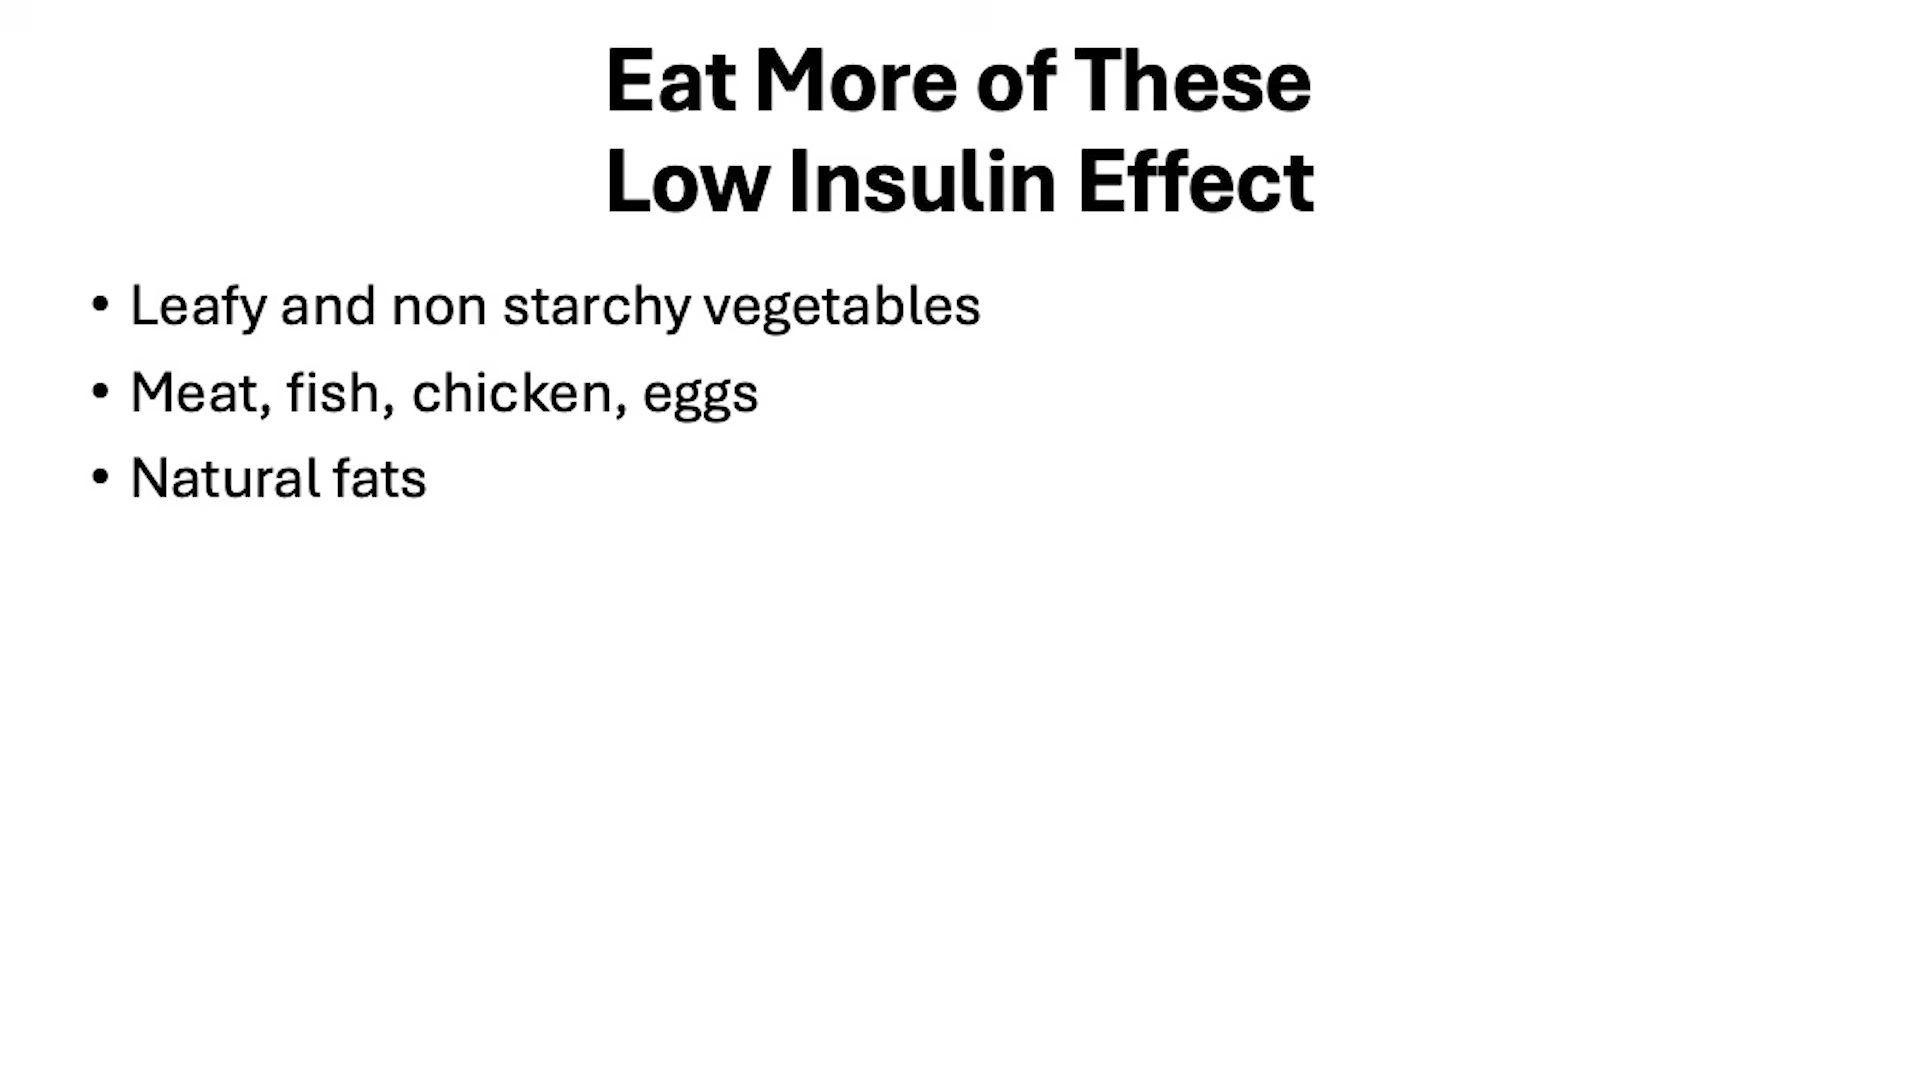 Eat More of These
Low Insulin Effect
• Leafy and non starchy vegetables
• Meat, fish, chicken, eggs
• Natural fats